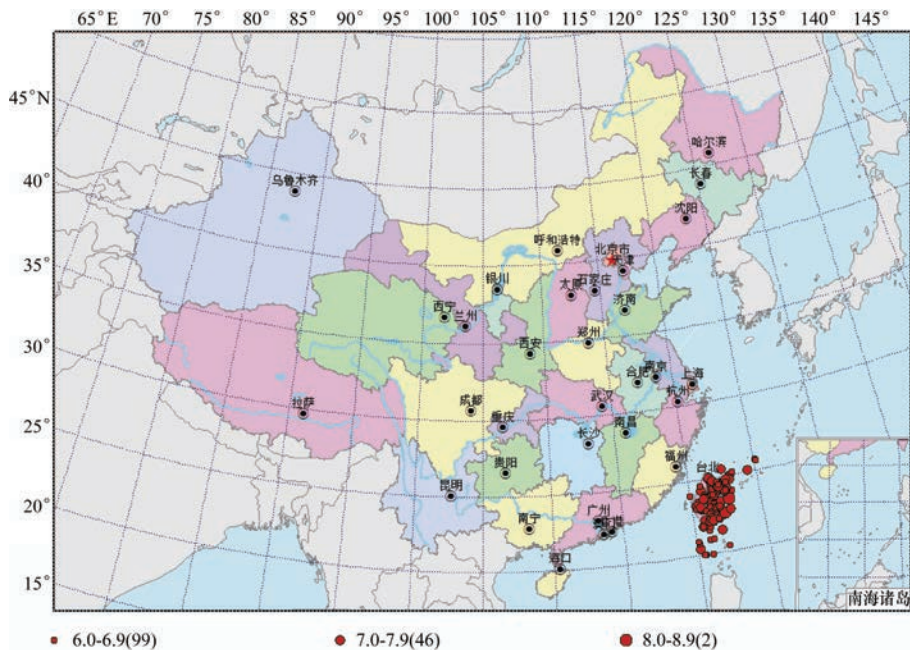 65°E 70° 75° 80° 85° 90° 95° 100° 105° 110° 115° 120° 125° 130° 135° 140° 145°
45°N
40°
35°
30°
25°
20°
15°
哈尔滨
长春
乌鲁木齐
沈阳
呼和浩特
北京市
天津
银川
太原
石家庄
西宁
济南
兰州
郑州
西安
合肥
南京
上海
拉萨
成都
武汉
杭州
重庆
南昌
长沙
福州
台北
贵阳
昆明
广州
南宁
海口
南海诸岛
6.0-6.9(99) 7.0-7.9(46) 8.0-8.9(2)